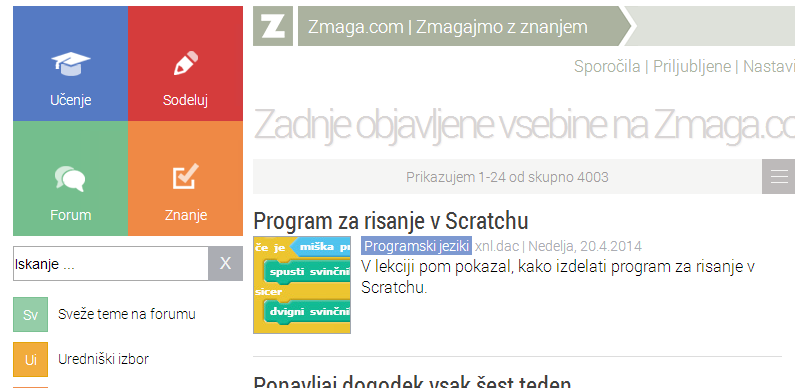 Učenje
Sodeluj
Forum
Znanje
Iskanje ...
X
Sv Sveže teme na forumu
Ui Uredniški izbor
Z
Zmaga.com | Zmagajmo z znanjem
Sporočila | Priljubljene | Nastavi
Zadnje objavljene vsebine na Zmaga.co
Prikazujem 1-24 od skupno 4003
Program za risanje v Scratchu
če je miška pr
spusti svinčni
sicer
dvigni svinčni
Programski jeziki xnl.dac | Nedelja, 20.4.2014
V lekciji pom pokazal, kako izdelati program za risanje v
Scratchu.
Ponavljaj dogodek vsak šest teden